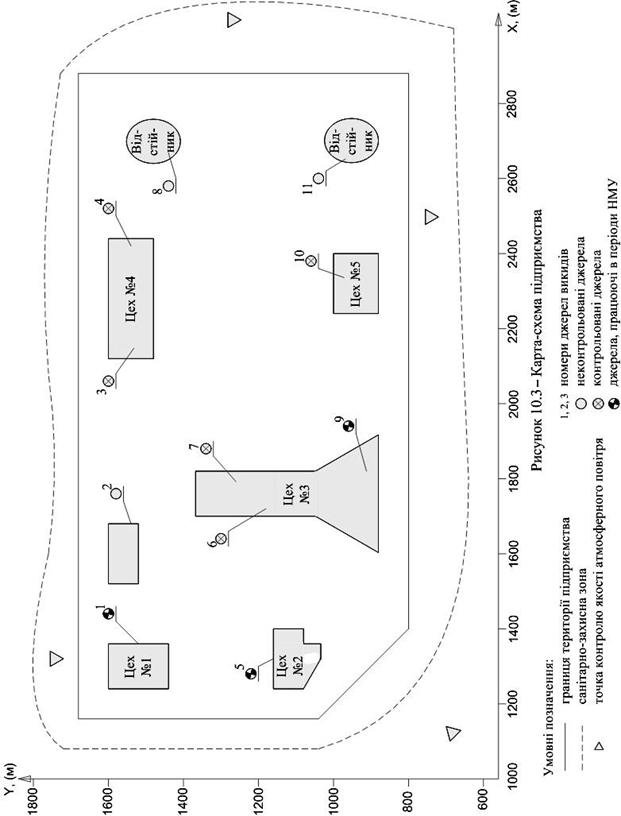 Y, (м)
1800
1600
1400
1200
1000
800
600
1000
1200
1400
1600
1800
2000
2200
2400
2600
2800
X, (м)
1
Цех
№1
2
3
Цех №4
4
8
Від-
стій-
ник
5
Цех
№2
6
7
Цех
№3
9
10
Цех №5
11
Від-
стій-
ник
Рисунок 10.3 – Карта-схема підприємства
Умовні позначення:
границя території підприємства
санітарно-захисна зона
точка контролю якості атмосферного повітря
1, 2, 3 номери джерел викидів
неконтрольовані джерела
контрольовані джерела
джерела, працюючі в періоди НМУ